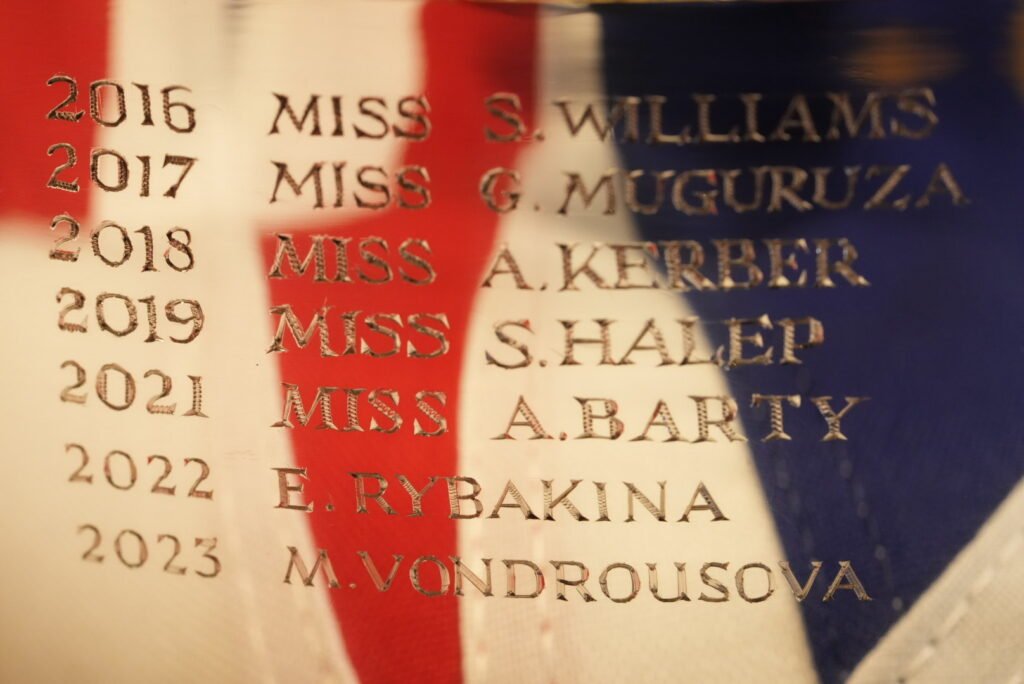 2016 MISS S. WILLIAMS
2017 MISS G. MUGURUZA
2018 MISS A. KERBER
2019 MISS S. HALEP
2021 MISS A. BARTY
2022 E. RYBAKINA
2023 M. VONDROUSOVA